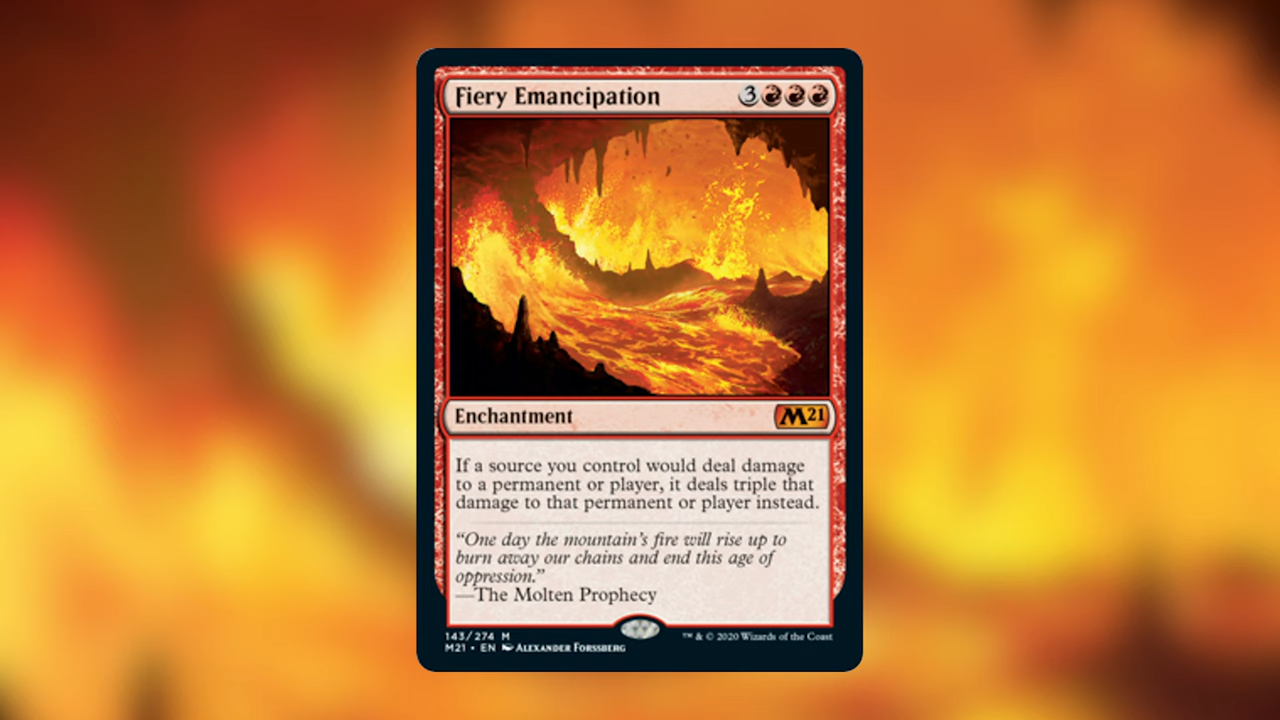 Fiery Emancipation 3
Enchantment M21
If a source you control would deal damage
to a permanent or player, it deals triple that
damage to that permanent or player instead.
“One day the mountain’s fire will rise up to
burn away our chains and end this age of
oppression.”
—The Molten Prophecy
143/274 M ™ & © 2020 Wizards of the Coast
M21 • EN Alexander Forssberg